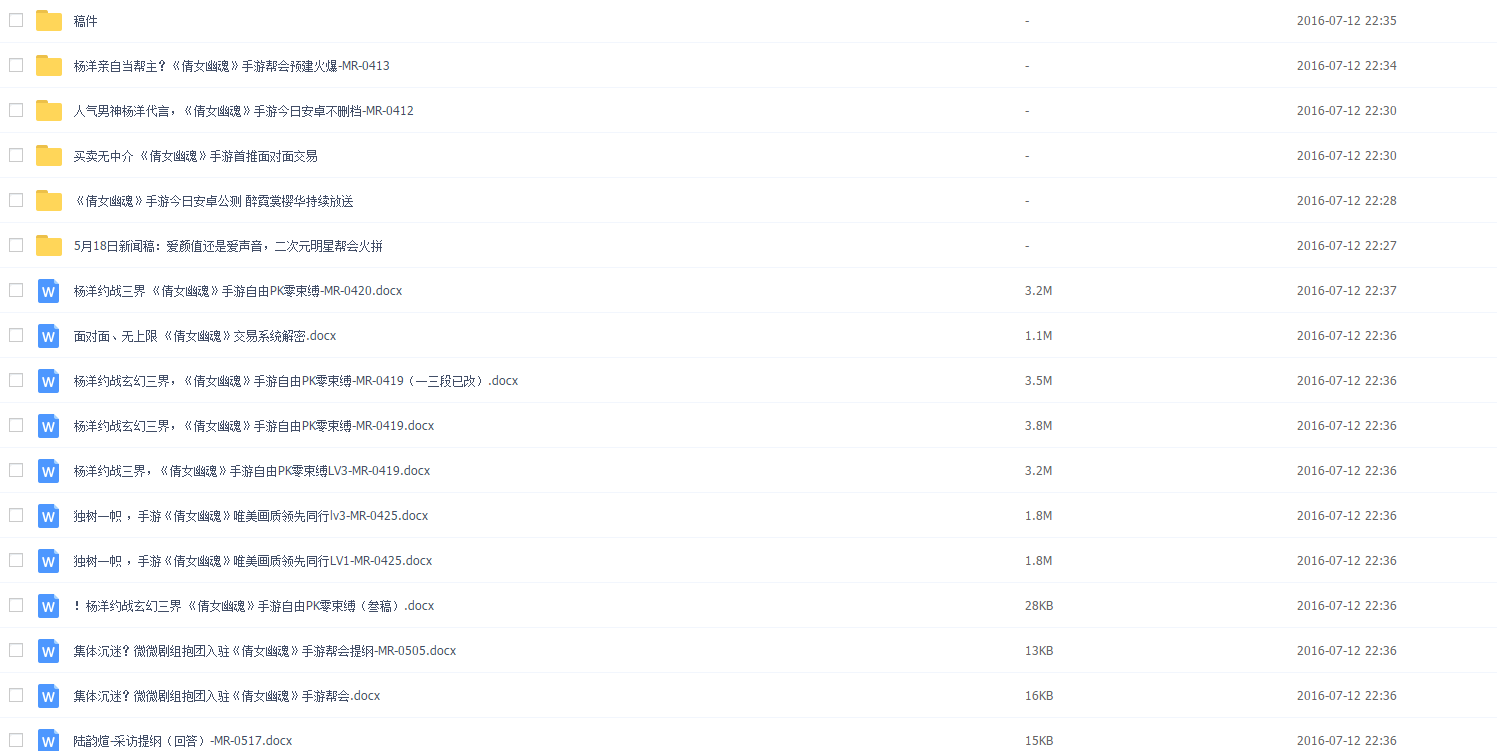 稿件 - 2016-07-12 22:35
杨洋亲自当帮主？《倩女幽魂》手游帮会预建火爆-MR-0413 - 2016-07-12 22:34
人气男神杨洋代言，《倩女幽魂》手游今日安卓不删档-MR-0412 - 2016-07-12 22:30
买卖无中介 《倩女幽魂》手游首推面对面交易 - 2016-07-12 22:30
《倩女幽魂》手游今日安卓公测 醉霓裳樱华持续放送 - 2016-07-12 22:28
5月18日新闻稿：爱颜值还是爱声音，二次元明星帮会火拼 - 2016-07-12 22:27
W 杨洋约战三界 《倩女幽魂》手游自由PK零束缚-MR-0420.docx 3.2M 2016-07-12 22:37
W 面对面、无上限 《倩女幽魂》交易系统解密.docx 1.1M 2016-07-12 22:36
W 杨洋约战玄幻三界，《倩女幽魂》手游自由PK零束缚-MR-0419（一三段已改）.docx 3.5M 2016-07-12 22:36
W 杨洋约战玄幻三界，《倩女幽魂》手游自由PK零束缚-MR-0419.docx 3.8M 2016-07-12 22:36
W 杨洋约战三界，《倩女幽魂》手游自由PK零束缚LV3-MR-0419.docx 3.2M 2016-07-12 22:36
W 独树一帜 ，手游《倩女幽魂》唯美画质领先同行lv3-MR-0425.docx 1.8M 2016-07-12 22:36
W 独树一帜 ，手游《倩女幽魂》唯美画质领先同行LV1-MR-0425.docx 1.8M 2016-07-12 22:36
W ！杨洋约战玄幻三界 《倩女幽魂》手游自由PK零束缚（叁稿）.docx 28KB 2016-07-12 22:36
W 集体沉迷？微微剧组抱团入驻《倩女幽魂》手游帮会提纲-MR-0505.docx 13KB 2016-07-12 22:36
W 集体沉迷？微微剧组抱团入驻《倩女幽魂》手游帮会.docx 16KB 2016-07-12 22:36
W 陆韵煊-采访提纲（回答）-MR-0517.docx 15KB 2016-07-12 22:36